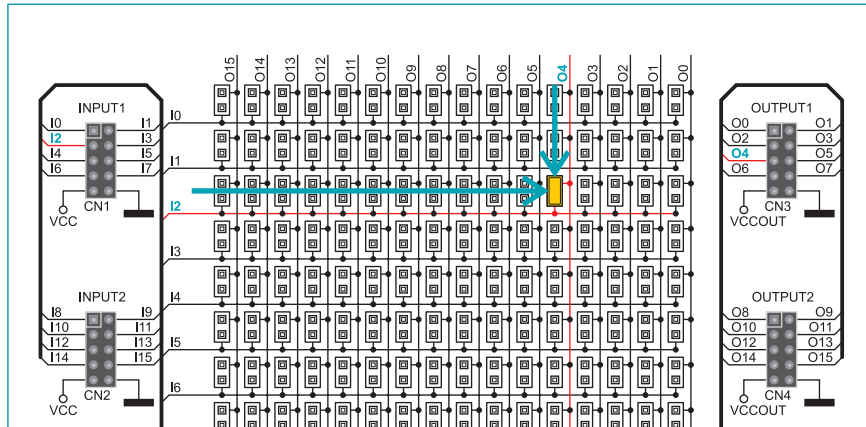 O15 O14 O13 O12 O11 O10 O9 O8 O7 O6 O5 O4 O3 O2 O1 O0
INPUT1
I0 I1
I2 I3
I4 I5
I6 I7
CN1
VCC
INPUT2
I8 I9
I10 I11
I12 I13
I14 I15
CN2
VCC
I0
I1
I2
I3
I4
I5
I6
OUTPUT1
O0 O1
O2 O3
O4 O5
O6 O7
CN3
VCCOUT
OUTPUT2
O8 O9
O10 O11
O12 O13
O14 O15
CN4
VCCOUT